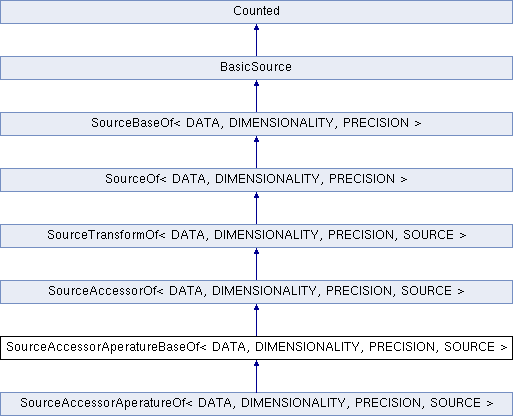 Counted
BasicSource
SourceBaseOf< DATA, DIMENSIONALITY, PRECISION >
SourceOf< DATA, DIMENSIONALITY, PRECISION >
SourceTransformOf< DATA, DIMENSIONALITY, PRECISION, SOURCE >
SourceAccessorOf< DATA, DIMENSIONALITY, PRECISION, SOURCE >
SourceAccessorAperatureBaseOf< DATA, DIMENSIONALITY, PRECISION, SOURCE >
SourceAccessorAperatureOf< DATA, DIMENSIONALITY, PRECISION, SOURCE >